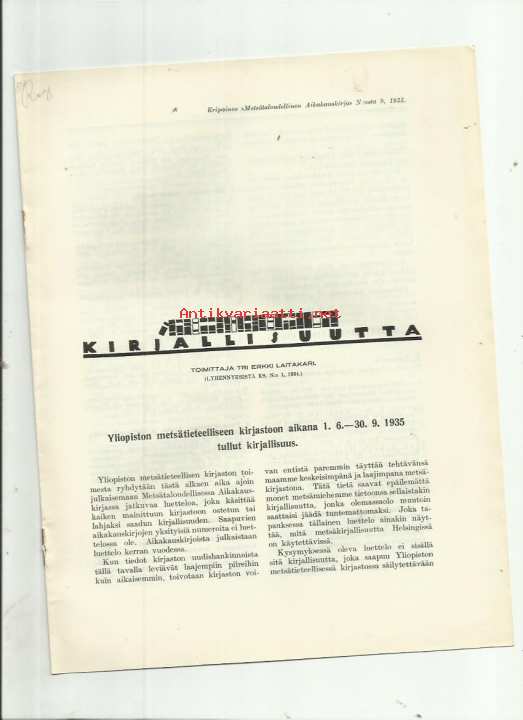 Eripainos »Metsätaloudellinen Aikakauskirja» N:osta 9, 1935.
Antikvariaatti.net
KIRJALLISUUTTA
TOIMITTAJA TRI ERKKI LAITAKARI.
(LYHENNYKSISTÄ KS. N:o 1, 1934.)
Yliopiston metsätieteelliseen kirjastoon aikana 1. 6.—30. 9. 1935
tullut kirjallisuus.
Yliopiston metsätieteellisen kirjaston toi-
mesta ryhdytään tästä alkaen aika ajoin
julkaisemaan Metsätaloudellisessa Aikakaus-
kirjassa jatkuvaa luetteloa, joka käsittää
kaiken mainittuun kirjastoon ostetun tai
lahjaksi saadun kirjallisuuden. Saapuvien
aikakauskirjojen yksityisiä numeroita ei luet-
telossa ole. Aikakauskirjoista julkaistaan
luettelo kerran vuodessa.
Kun tiedot kirjaston uudishankinnoista
tällä tavalla leviävät laajempiin piireihin
kuin aikaisemmin, toivotaan kirjaston voi-
van entistä paremmin täyttää tehtävänsä
maamme keskeisimpänä ja laajimpana metsä-
kirjastona. Tätä tietä saavat epäilemättä
monet metsämiehemme tietoonsa sellaistakin
kirjallisuutta, jonka olemassaolo muutoin
saattaisi jäädä tuntemattomaksi. Joka ta-
pauksessa tällainen luettelo ainakin näyt-
tää, mitä metsäkirjallisuutta Helsingissä
on käytettävissä.
Kysymyksessä oleva luettelo ei sisällä
sitä kirjallisuutta, joka saapuu Yliopiston
metsätieteellisessä kirjastossa säilytettävään